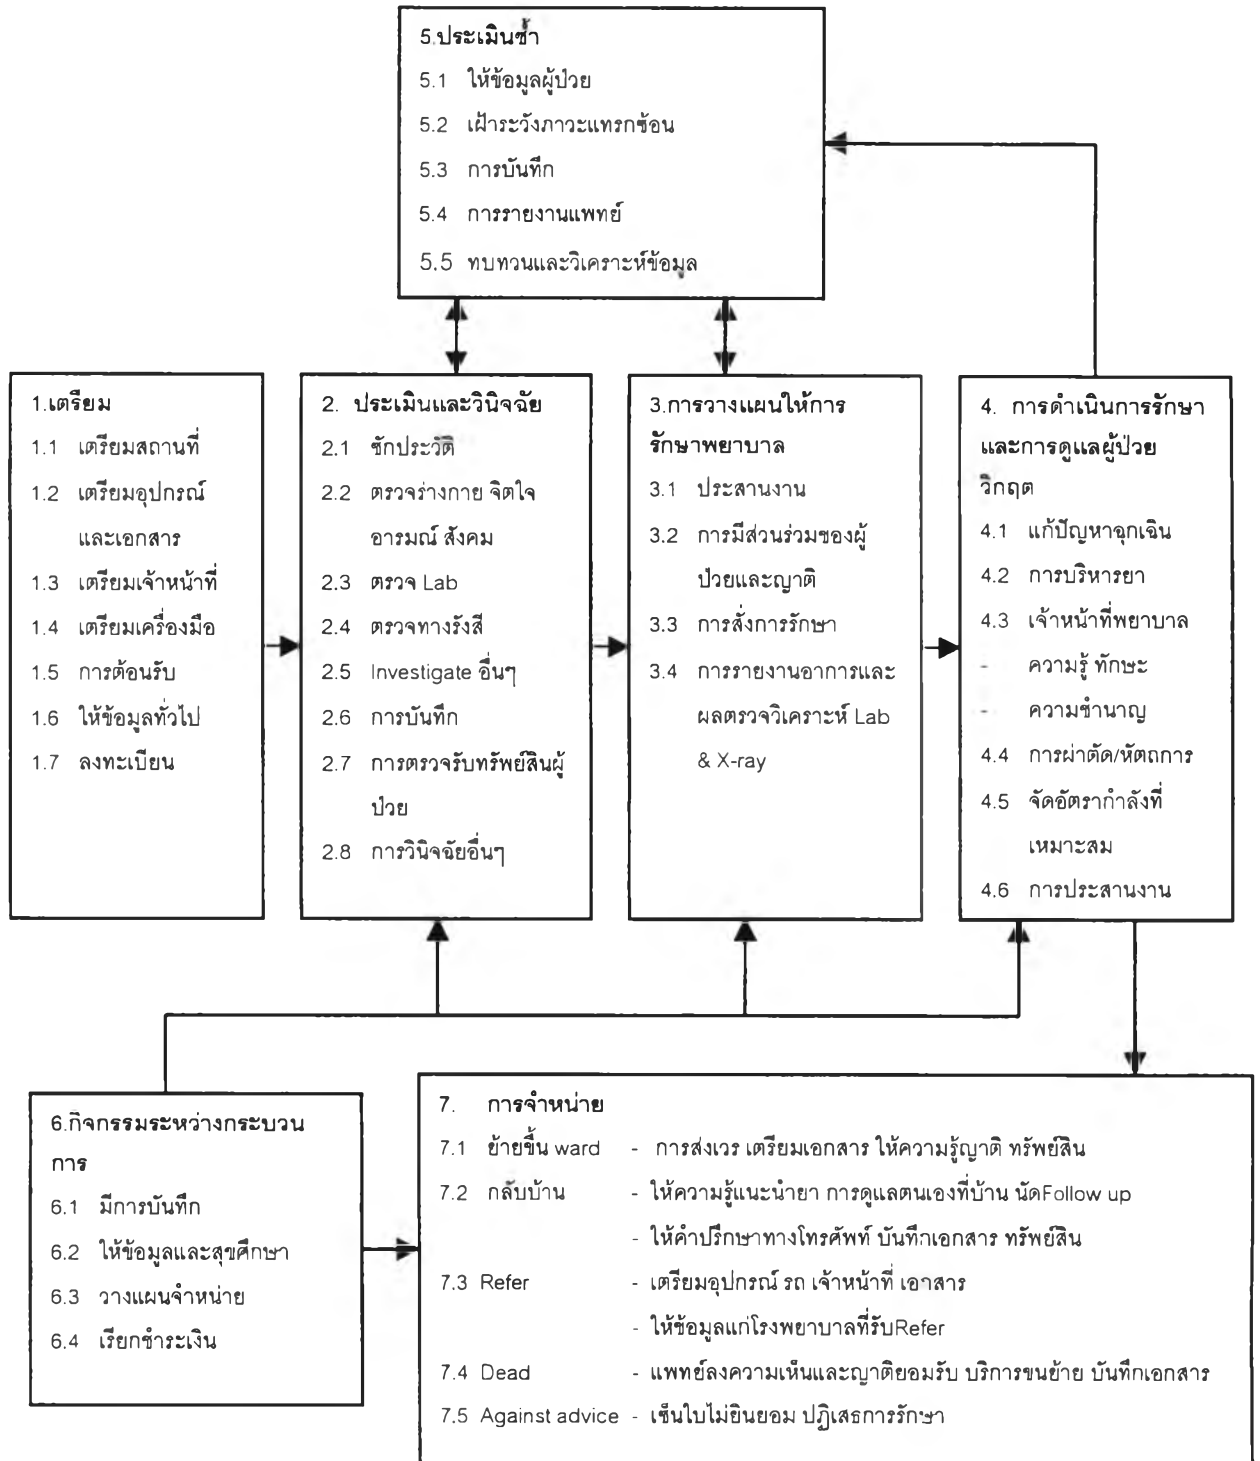 5.ประเมินซ้ำ
5.1 ให้ข้อมูลผู้ป่วย
5.2 เฝ้าระวังภาวะแทรกซ้อน
5.3 การบันทึก
5.4 การรายงานแพทย์
5.5 ทบทวนและวิเคราะห์ข้อมูล
1.เตรียม
1.1 เตรียมสถานที่
1.2 เตรียมอุปกรณ์
และเอกสาร
1.3 เตรียมเจ้าหน้าที่
1.4 เตรียมเครื่องมือ
1.5 การต้อนรับ
1.6 ให้ข้อมูลทั่วไป
1.7 ลงทะเบียน
2. ประเมินและวินิจฉัย
2.1 ซักประวัติ
2.2 ตรวจร่างกาย จิตใจ
อารมณ์ สังคม
2.3 ตรวจ Lab
2.4 ตรวจทางรังสี
2.5 Investigate อื่นๆ
2.6 การบันทึก
2.7 การตรวจรับทรัพย์สินผู้
ป่วย
2.8 การวินิจฉัยอื่นๆ
3.การวางแผนให้การ
รักษาพยาบาล
3.1 ประสานงาน
3.2 การมีส่วนร่วมของผู้
ป่วยและญาติ
3.3 การสั่งการรักษา
3.4 การรายงานอาการและ
ผลตรวจวิเคราะห์ Lab
& X-ray
4. การดำเนินการรักษา
และการดูแลผู้ป่วย
วิกฤต
4.1 แก้ปัญหาฉุกเฉิน
4.2 การบริหารยา
4.3 เจ้าหน้าที่พยาบาล
- ความรู้ ทักษะ
- ความชำนาญ
4.4 การผ่าตัด/หัตถการ
4.5 จัดอัตรากำลังที่
เหมาะสม
4.6 การประสานงาน
6.กิจกรรมระหว่างกระบวน
การ
6.1 มีการบันทึก
6.2 ให้ข้อมูลและสุขศึกษา
6.3 วางแผนจำหน่าย
6.4 เรียกชำระเงิน
7. การจำหน่าย
7.1 ย้ายขึ้น ward - การส่งเวร เตรียมเอกสาร ให้ความรู้ญาติ ทรัพย์สิน
7.2 กลับบ้าน - ให้ความรู้แนะนำยา การดูแลตนเองที่บ้าน นัดFollow up
- ให้คำปรึกษาทางโทรศัพท์ บันทึกเอกสาร ทรัพย์สิน
7.3 Refer - เตรียมอุปกรณ์ รถ เจ้าหน้าที่ เอาสาร
- ให้ข้อมูลแก่โรงพยาบาลที่รับRefer
7.4 Dead - แพทย์ลงความเห็นและญาติยอมรับ บริการขนย้าย บันทึกเอกสาร
7.5 Against advice - เซ็นใบไม่ยินยอม ปฏิเสธการรักษา